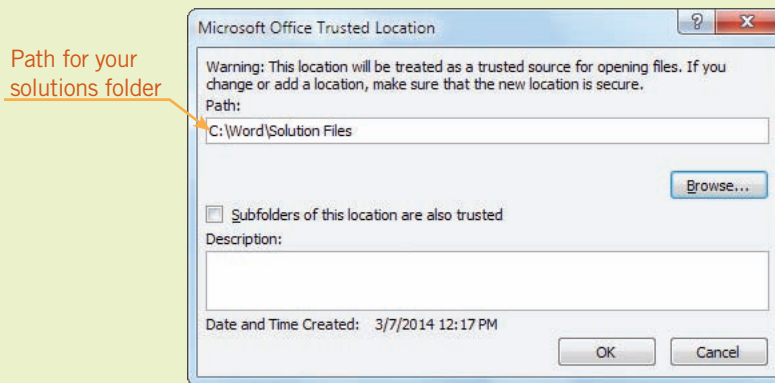 Path for your
solutions folder
Microsoft Office Trusted Location
Warning: This location will be treated as a trusted source for opening files. If you
change or add a location, make sure that the new location is secure.
Path:
C:\Word\Solution Files
Browse...
Subfolders of this location are also trusted
Description:
Date and Time Created: 3/7/2014 12:17 PM
OK Cancel